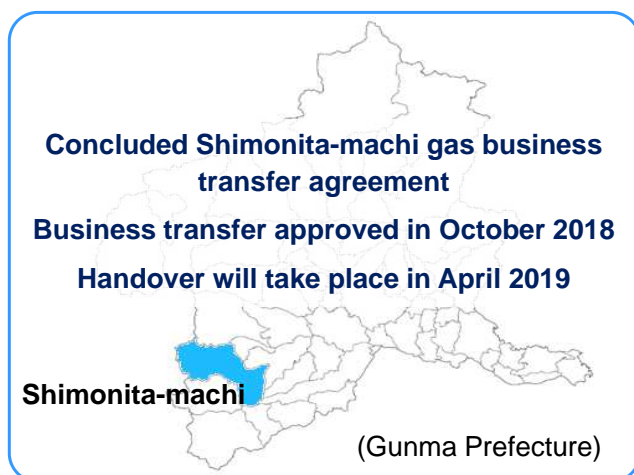 Concluded Shimonita-machi gas business
transfer agreement
Business transfer approved in October 2018
Handover will take place in April 2019
Shimonita-machi
(Gunma Prefecture)